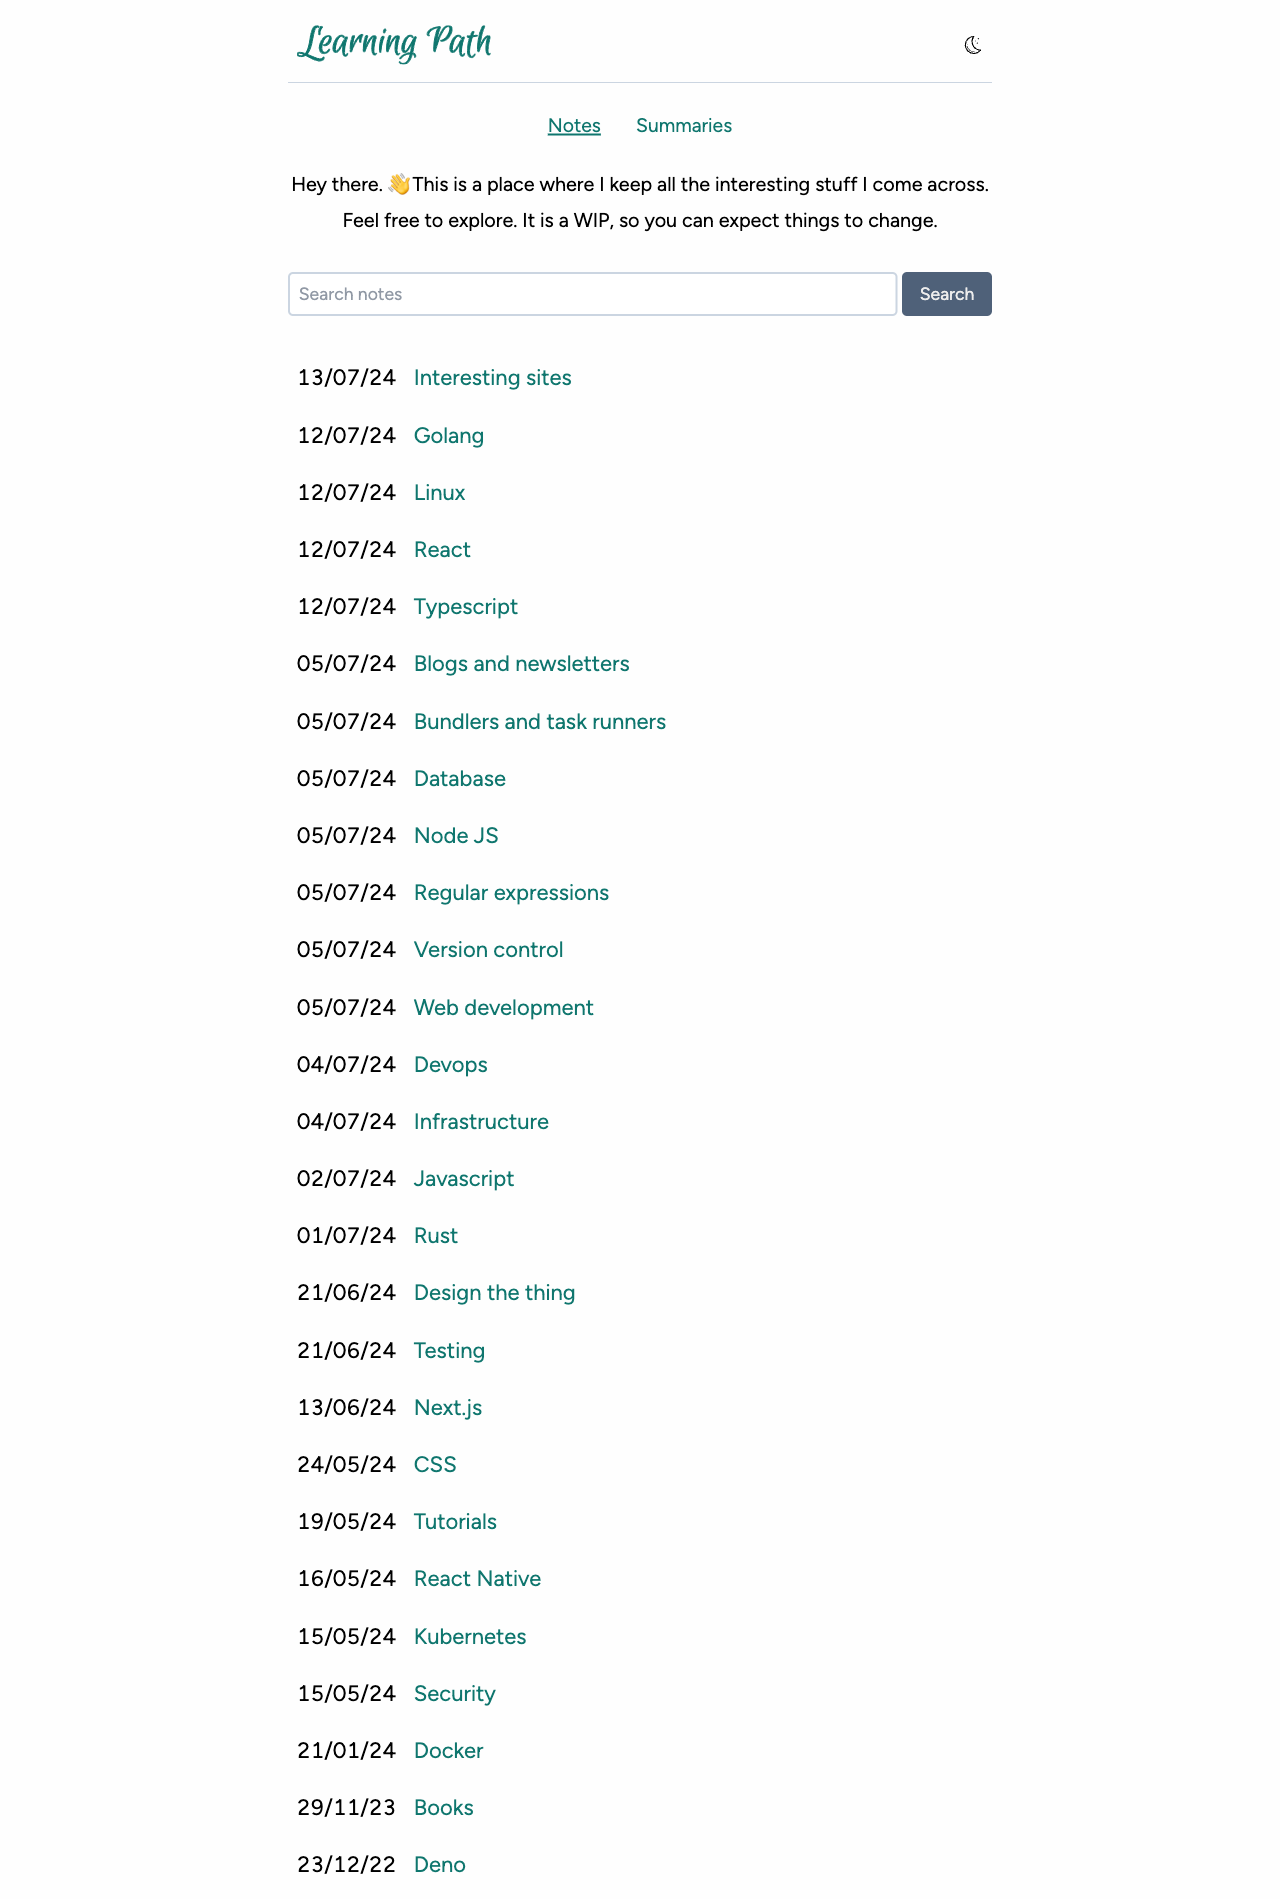 Learning Path
Notes Summaries
Hey there. 👋This is a place where I keep all the interesting stuff I come across.
Feel free to explore. It is a WIP, so you can expect things to change.
Search notes Search
13/07/24 Interesting sites
12/07/24 Golang
12/07/24 Linux
12/07/24 React
12/07/24 Typescript
05/07/24 Blogs and newsletters
05/07/24 Bundlers and task runners
05/07/24 Database
05/07/24 Node JS
05/07/24 Regular expressions
05/07/24 Version control
05/07/24 Web development
04/07/24 Devops
04/07/24 Infrastructure
02/07/24 Javascript
01/07/24 Rust
21/06/24 Design the thing
21/06/24 Testing
13/06/24 Next.js
24/05/24 CSS
19/05/24 Tutorials
16/05/24 React Native
15/05/24 Kubernetes
15/05/24 Security
21/01/24 Docker
29/11/23 Books
23/12/22 Deno